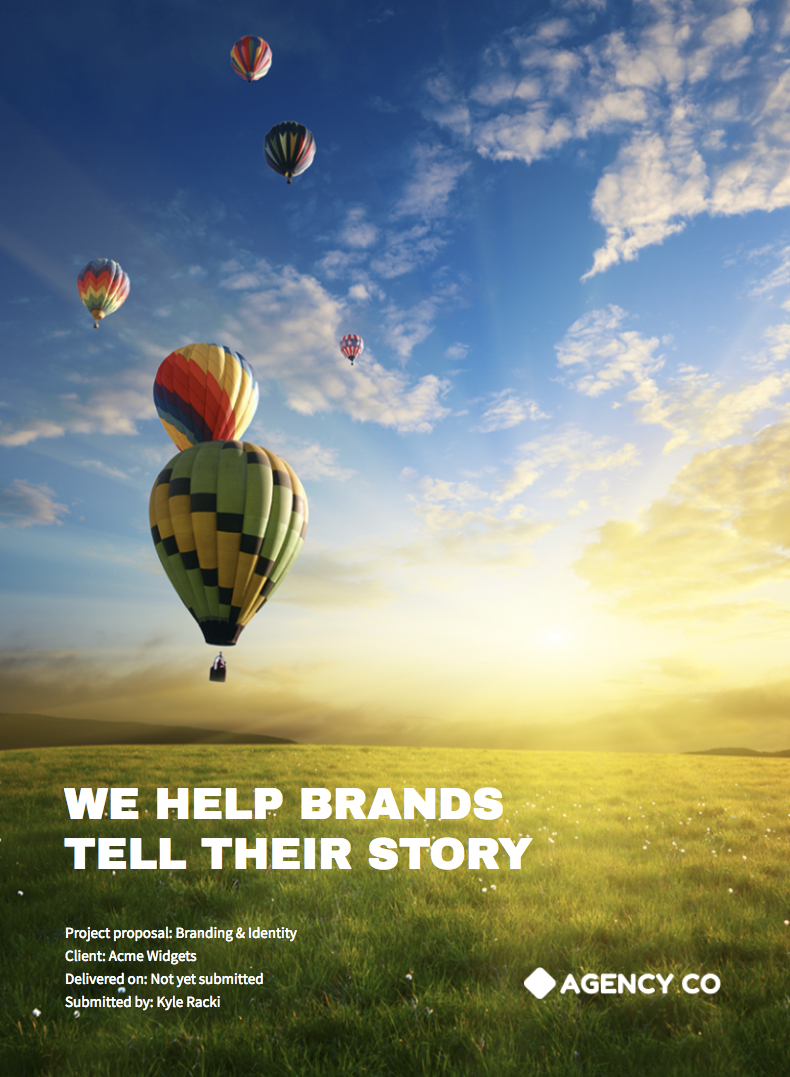 WE HELP BRANDS
TELL THEIR STORY
Project proposal: Branding & Identity
Client: Acme Widgets
Delivered on: Not yet submitted
Submitted by: Kyle Racki
AGENCY CO